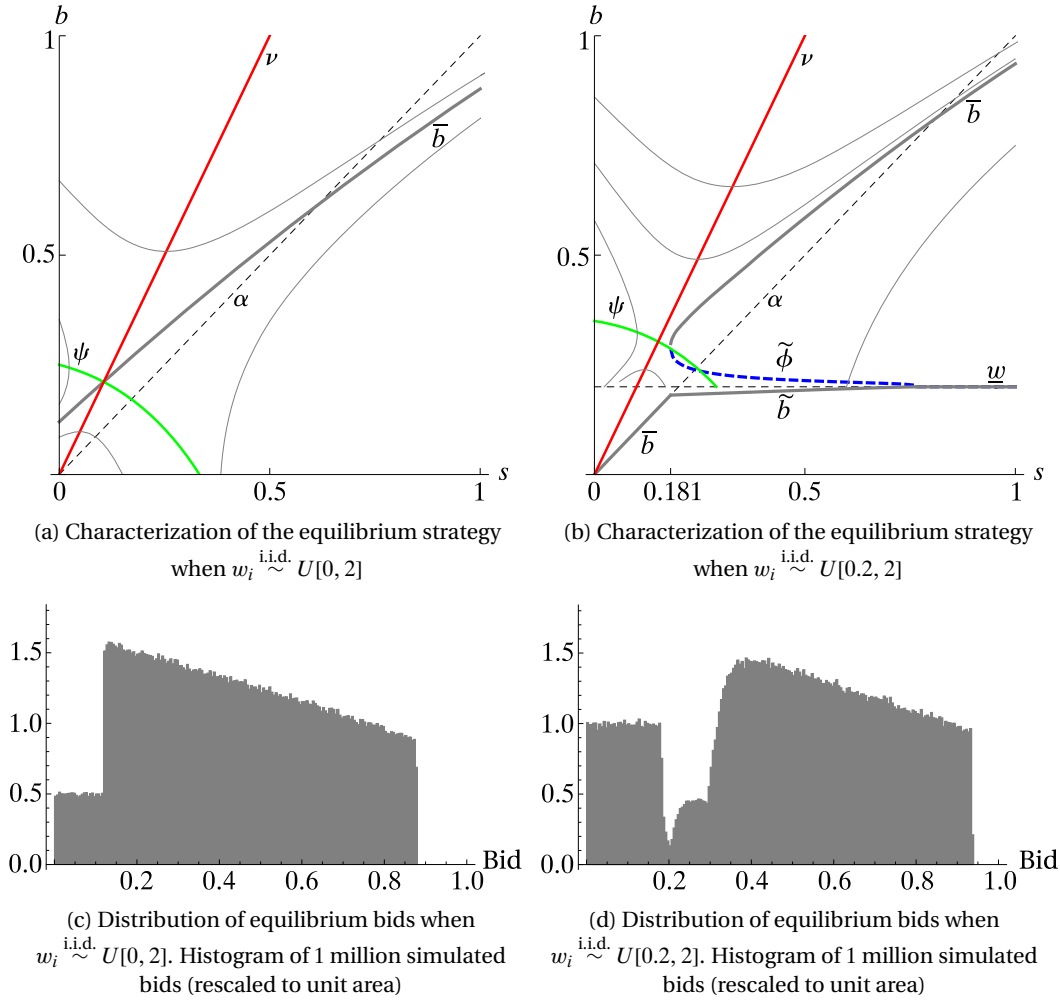 b
1
ν
b̄
0.5
α
ψ
0
0.5
1
s
(a) Characterization of the equilibrium strategy
when w_i i.i.d. ∼ U[0, 2]
b
1
ν
b̄
0.5
α
ψ
ϕ̃
w̲
b̃
b̄
0
0.181
0.5
1
s
(b) Characterization of the equilibrium strategy
when w_i i.i.d. ∼ U[0.2, 2]
1.5
1.0
0.5
0.0
0.2
0.4
0.6
0.8
1.0
Bid
(c) Distribution of equilibrium bids when
w_i i.i.d. ∼ U[0, 2]. Histogram of 1 million simulated
bids (rescaled to unit area)
1.5
1.0
0.5
0.0
0.2
0.4
0.6
0.8
1.0
Bid
(d) Distribution of equilibrium bids when
w_i i.i.d. ∼ U[0.2, 2]. Histogram of 1 million simulated
bids (rescaled to unit area)